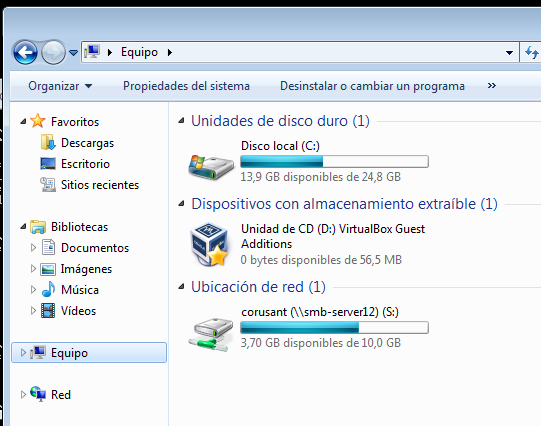 Equipo
Organizar
Propiedades del sistema
Desinstalar o cambiar un programa
»
Favoritos
Descargas
Escritorio
Sitios recientes
Bibliotecas
Documentos
Imágenes
Música
Vídeos
Equipo
Red
Unidades de disco duro (1)
Disco local (C:)
13,9 GB disponibles de 24,8 GB
Dispositivos con almacenamiento extraíble (1)
Unidad de CD (D:) VirtualBox Guest
Additions
0 bytes disponibles de 56,5 MB
Ubicación de red (1)
corusant (\\smb-server12) (S:)
3,70 GB disponibles de 10,0 GB